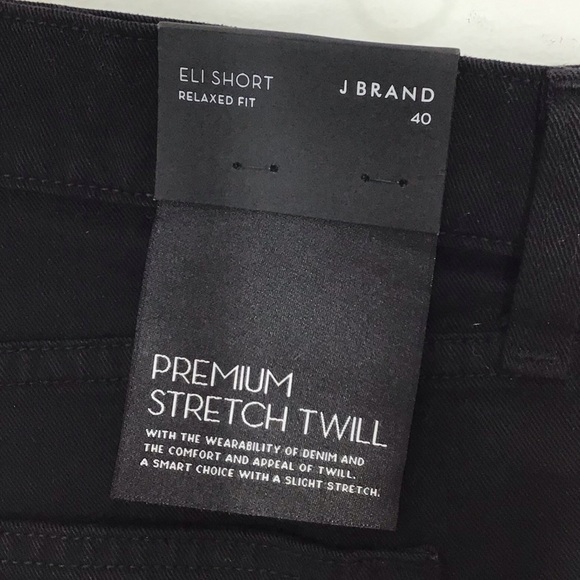 ELI SHORT
RELAXED FIT
J BRAND
40
PREMIUM
STRETCH TWILL
WITH THE WEARABILITY OF DENIM AND
THE COMFORT AND APPEAL OF TWILL.
A SMART CHOICE WITH A SLIGHT STRETCH.